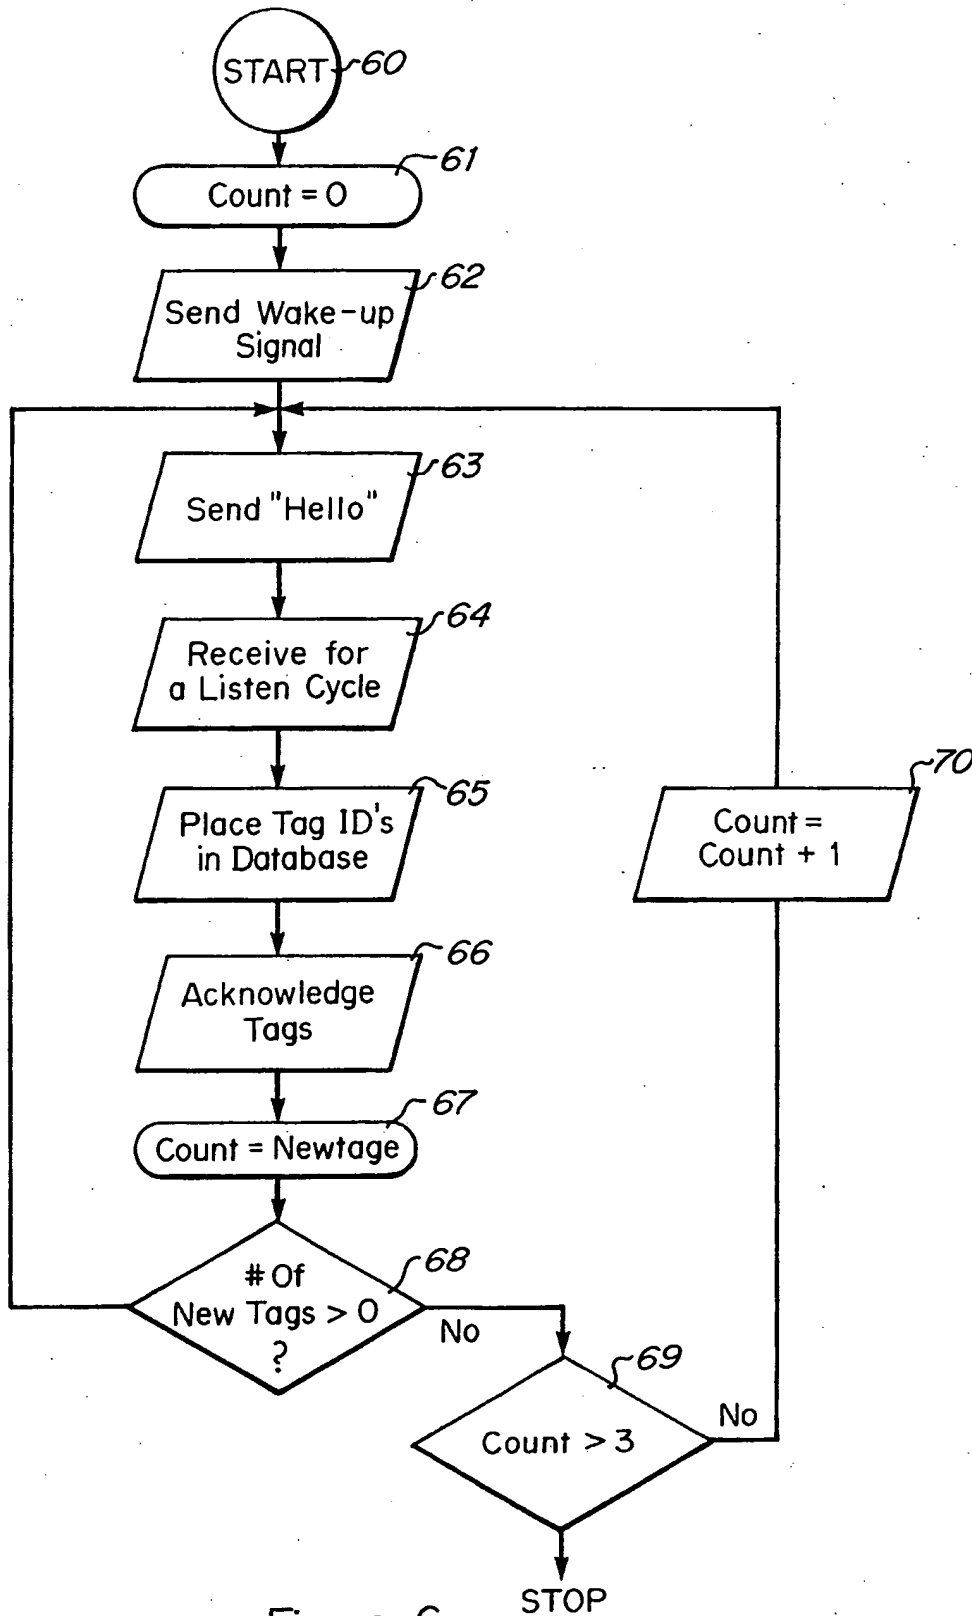 START
60
61
Count = 0
62
Send Wake-up
Signal
63
Send "Hello"
64
Receive for
a Listen Cycle
65
Place Tag ID's
in Database
70
Count =
Count + 1
66
Acknowledge
Tags
67
Count = Newtage
68
# Of
New Tags > 0
?
No
69
Count > 3
No
STOP